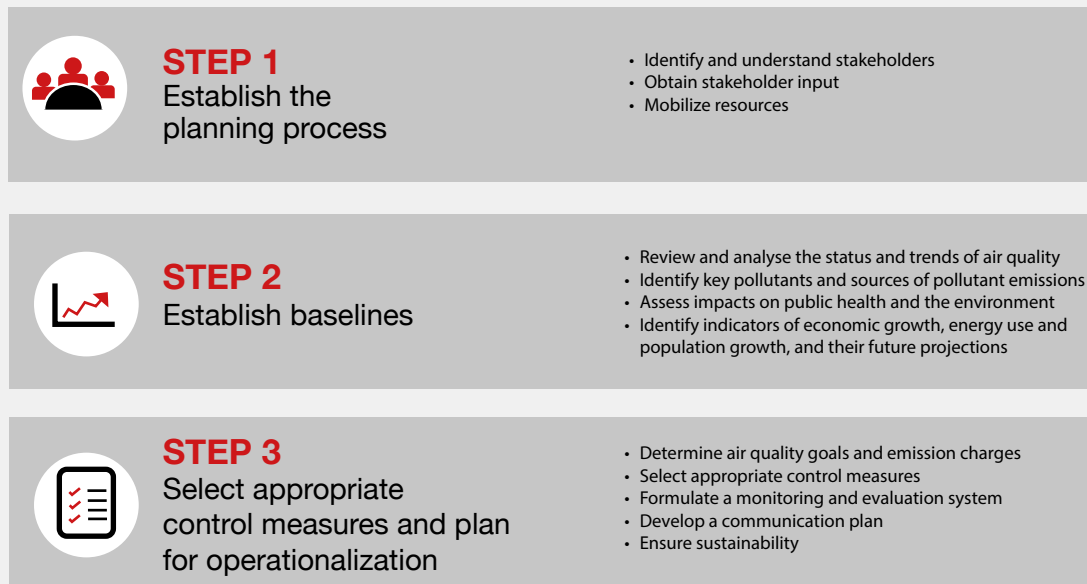 STEP 1
Establish the
planning process
• Identify and understand stakeholders
• Obtain stakeholder input
• Mobilize resources
STEP 2
Establish baselines
• Review and analyse the status and trends of air quality
• Identify key pollutants and sources of pollutant emissions
• Assess impacts on public health and the environment
• Identify indicators of economic growth, energy use and
population growth, and their future projections
STEP 3
Select appropriate
control measures and plan
for operationalization
• Determine air quality goals and emission charges
• Select appropriate control measures
• Formulate a monitoring and evaluation system
• Develop a communication plan
• Ensure sustainability